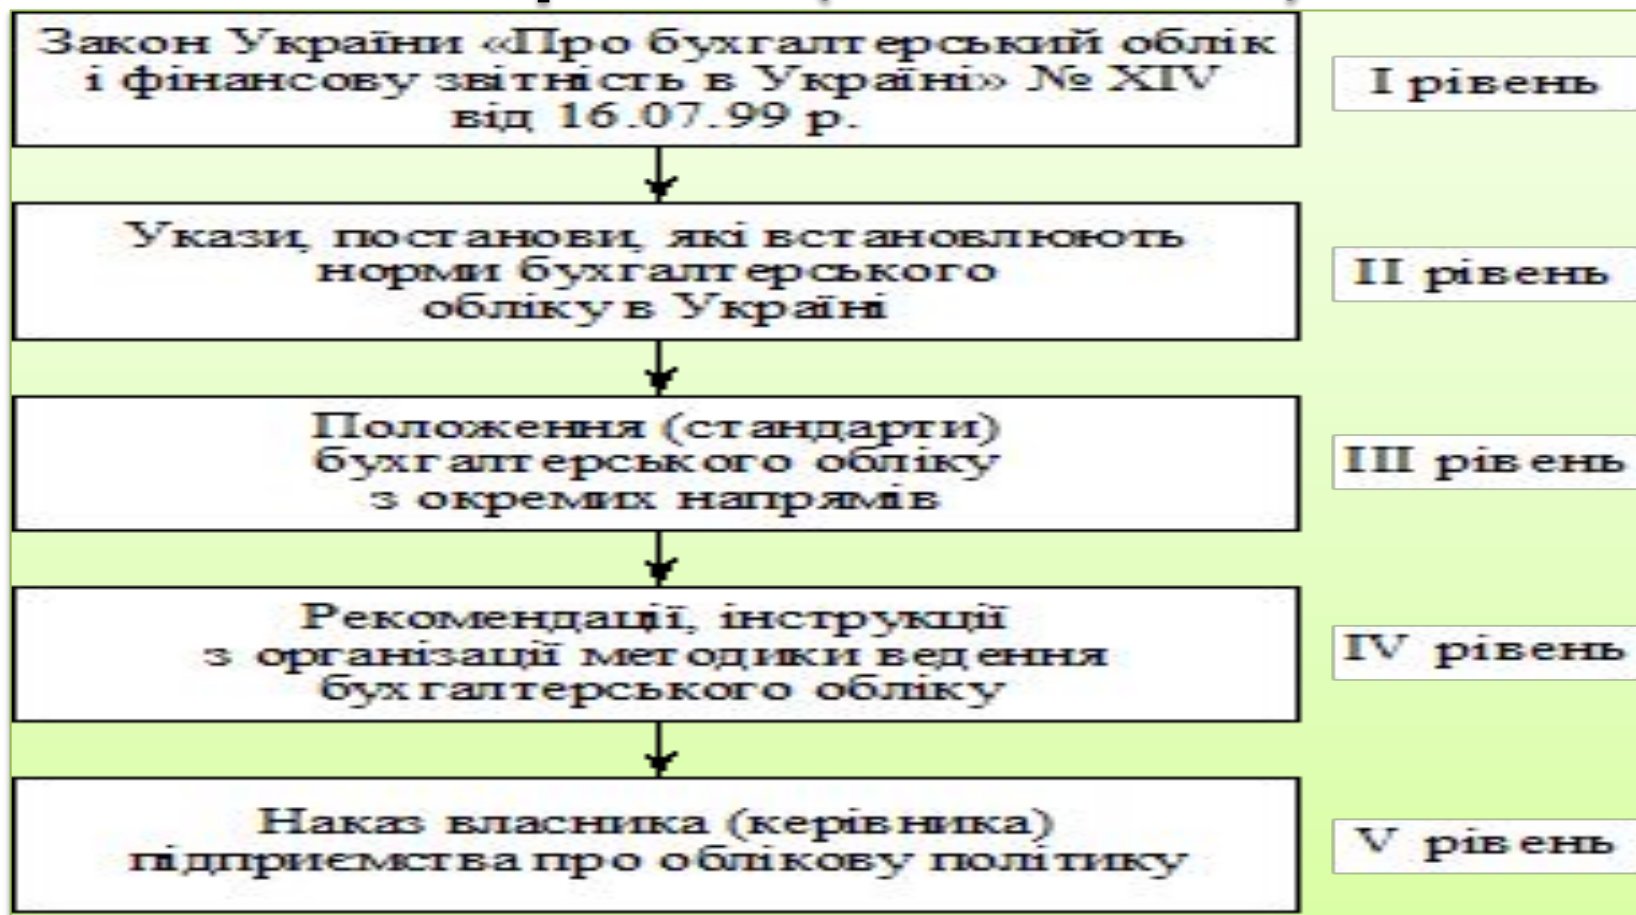 Закон України «Про бухгалтерський облік
і фінансову звітність в Україні» № XIV
від 16.07.99 р.
I рівень
Укази, постанови, які встановлюють
норми бухгалтерського
обліку в Україні
II рівень
Положення (стандарти)
бухгалтерського обліку
з окремих напрямів
III рівень
Рекомендації, інструкції
з організації методики ведення
бухгалтерського обліку
IV рівень
Наказ власника (керівника)
підприємства про облікову політику
V рівень